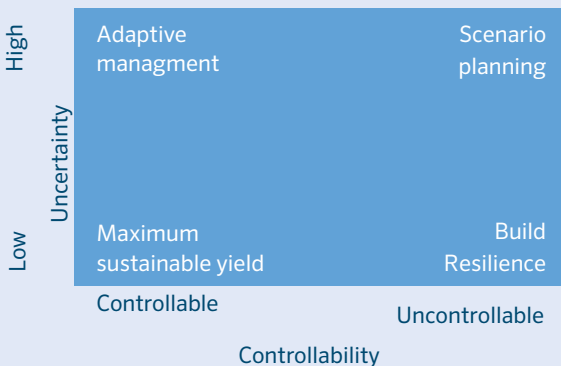 High
Uncertainty
Low
Adaptive
managment
Scenario
planning
Maximum
sustainable yield
Build
Resilience
Controllable
Uncontrollable
Controllability